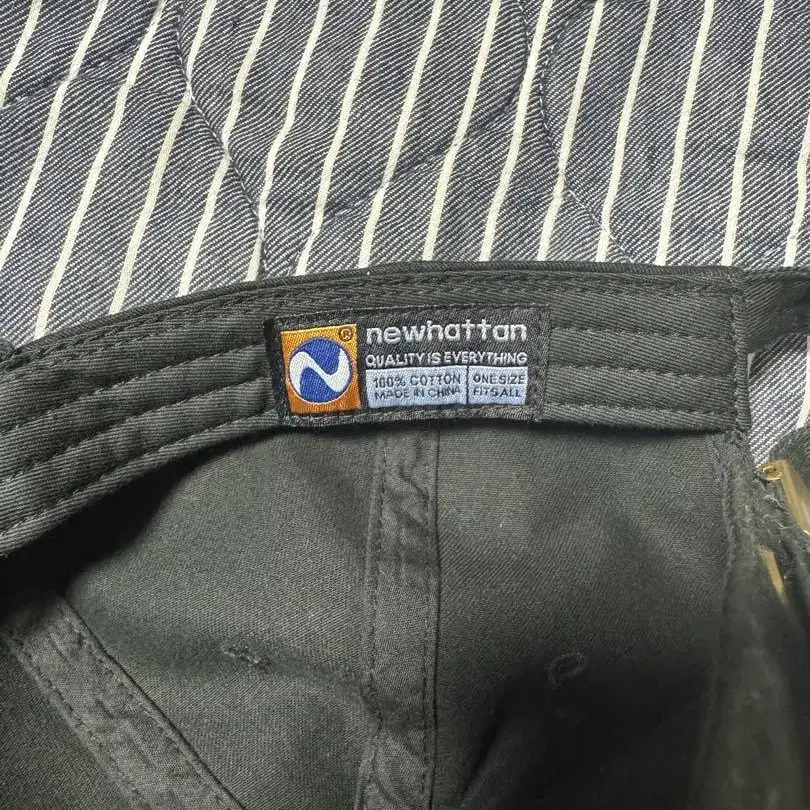 newhattan ®
QUALITY IS EVERYTHING
100% COTTON
MADE IN CHINA
ONE SIZE
FITS ALL